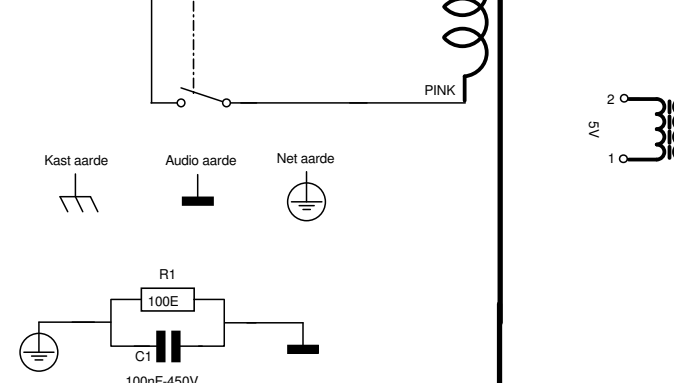 PINK
2
5V
1
Kast aarde
Audio aarde
Net aarde
R1
100E
C1
100nF-450V